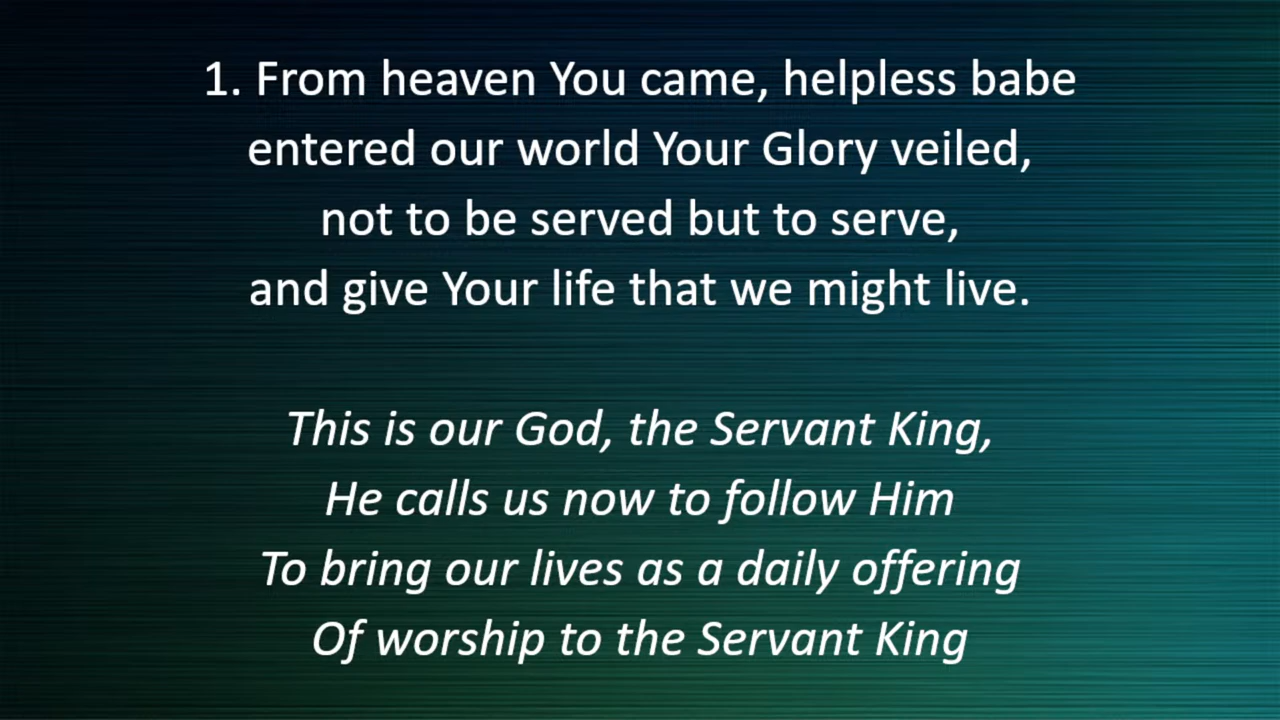 1. From heaven You came, helpless babe
entered our world Your Glory veiled,
not to be served but to serve,
and give Your life that we might live.
This is our God, the Servant King,
He calls us now to follow Him
To bring our lives as a daily offering
Of worship to the Servant King